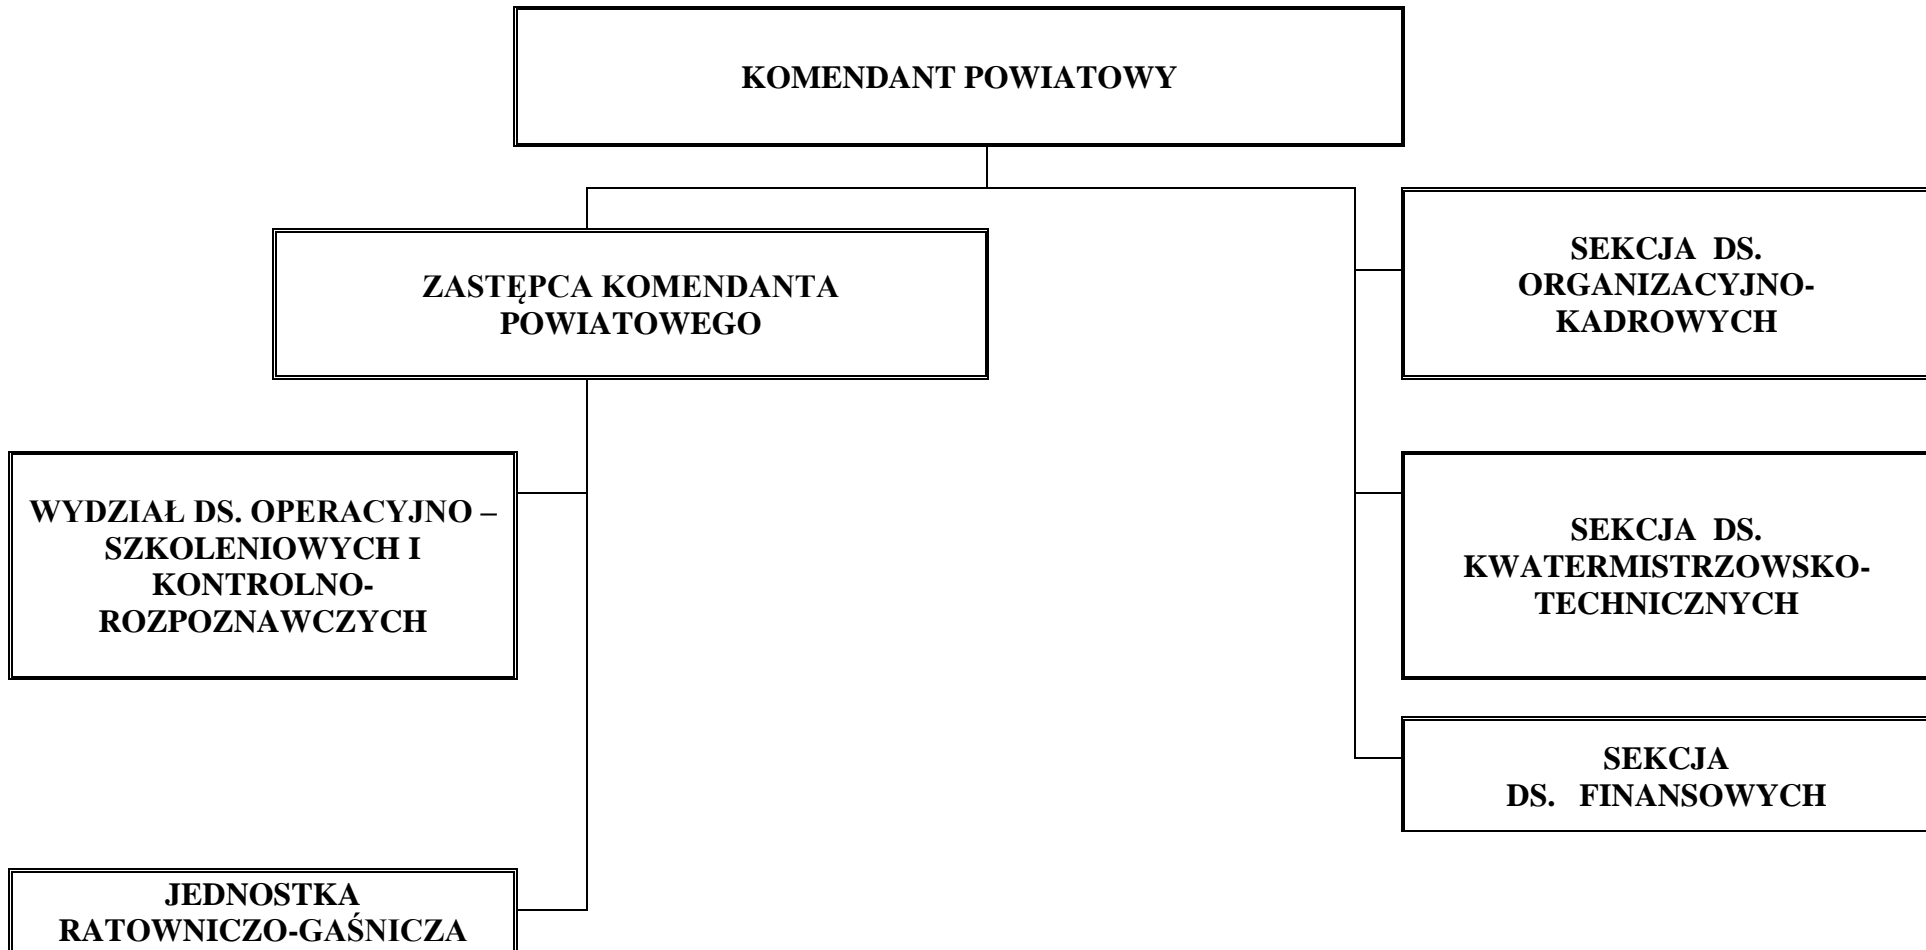 KOMENDANT POWIATOWY
ZASTĘPCA KOMENDANTA
POWIATOWEGO
SEKCJA DS.
ORGANIZACYJNO-
KADROWYCH
WYDZIAŁ DS. OPERACYJNO –
SZKOLENIOWYCH I
KONTROLNO-
ROZPOZNAWCZYCH
SEKCJA DS.
KWATERMISTRZOWSKO-
TECHNICZNYCH
SEKCJA
DS. FINANSOWYCH
JEDNOSTKA
RATOWNICZO-GAŚNICZA